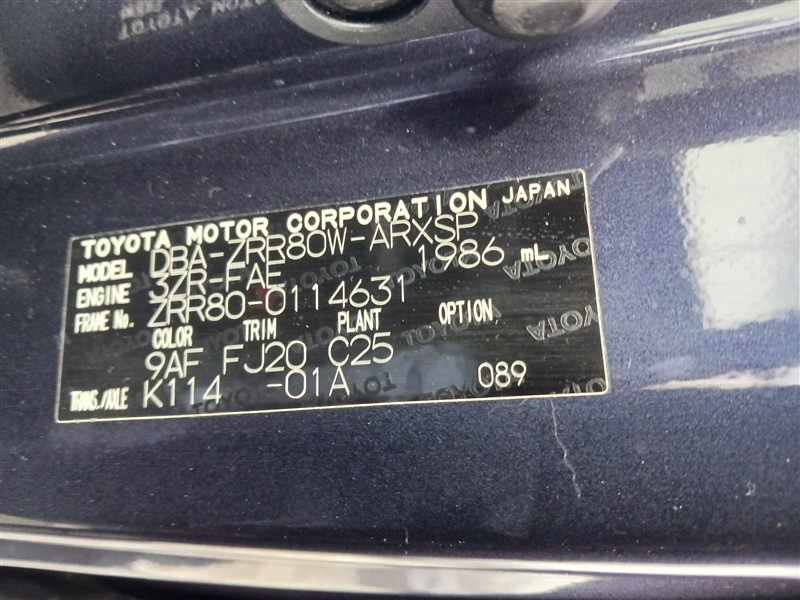 TOYOTA MOTOR CORPORATION JAPAN
MODEL DBA-ZRR80W-ARXSP
ENGINE 3ZR-FAE 1986 mL
FRAME No. ZRR80-0114631
COLOR TRIM PLANT OPTION
9AF FJ20 C25
TRANS./AXLE K114 -01A 089